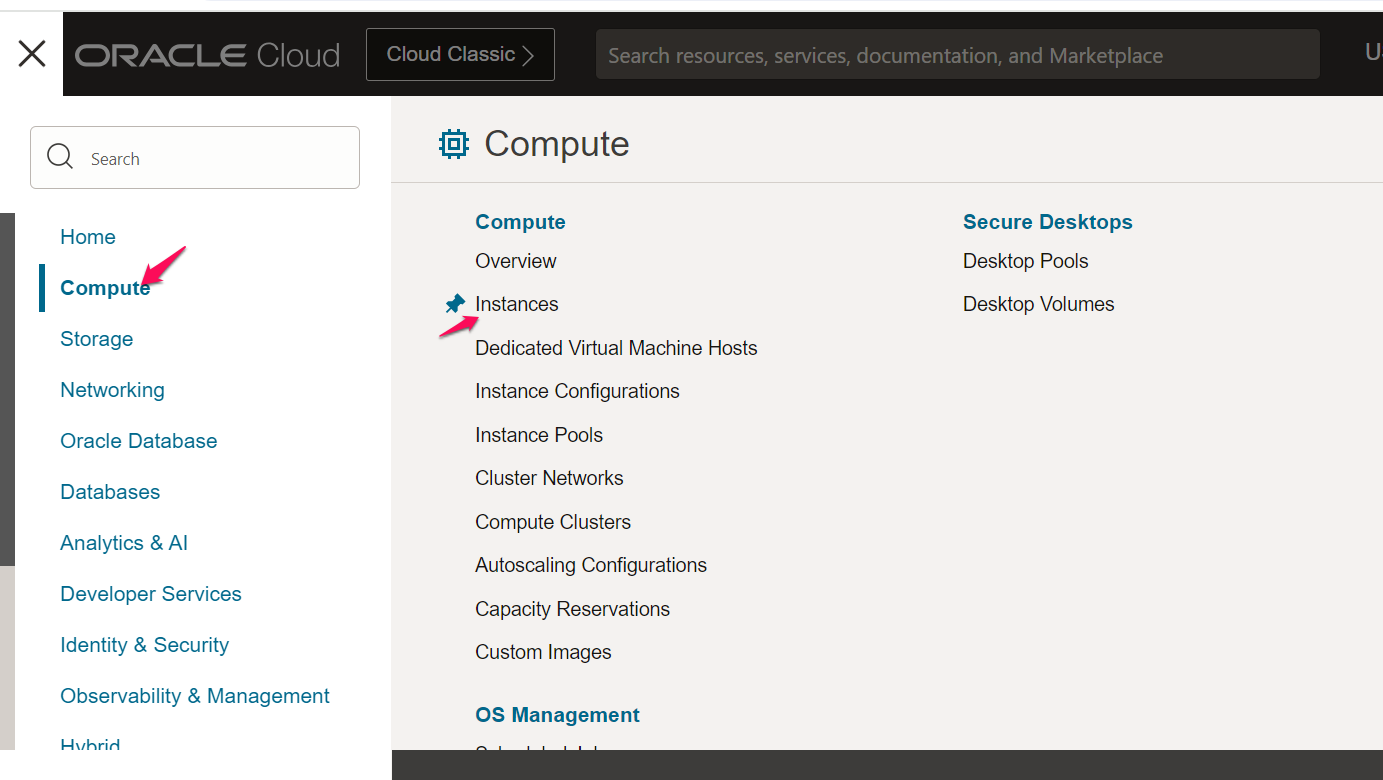 ORACLE Cloud
Cloud Classic
Search resources, services, documentation, and Marketplace
U
Search
Home
Compute
Storage
Networking
Oracle Database
Databases
Analytics & AI
Developer Services
Identity & Security
Observability & Management
Hybrid
Compute
Compute
Overview
Instances
Dedicated Virtual Machine Hosts
Instance Configurations
Instance Pools
Cluster Networks
Compute Clusters
Autoscaling Configurations
Capacity Reservations
Custom Images
OS Management
Secure Desktops
Desktop Pools
Desktop Volumes